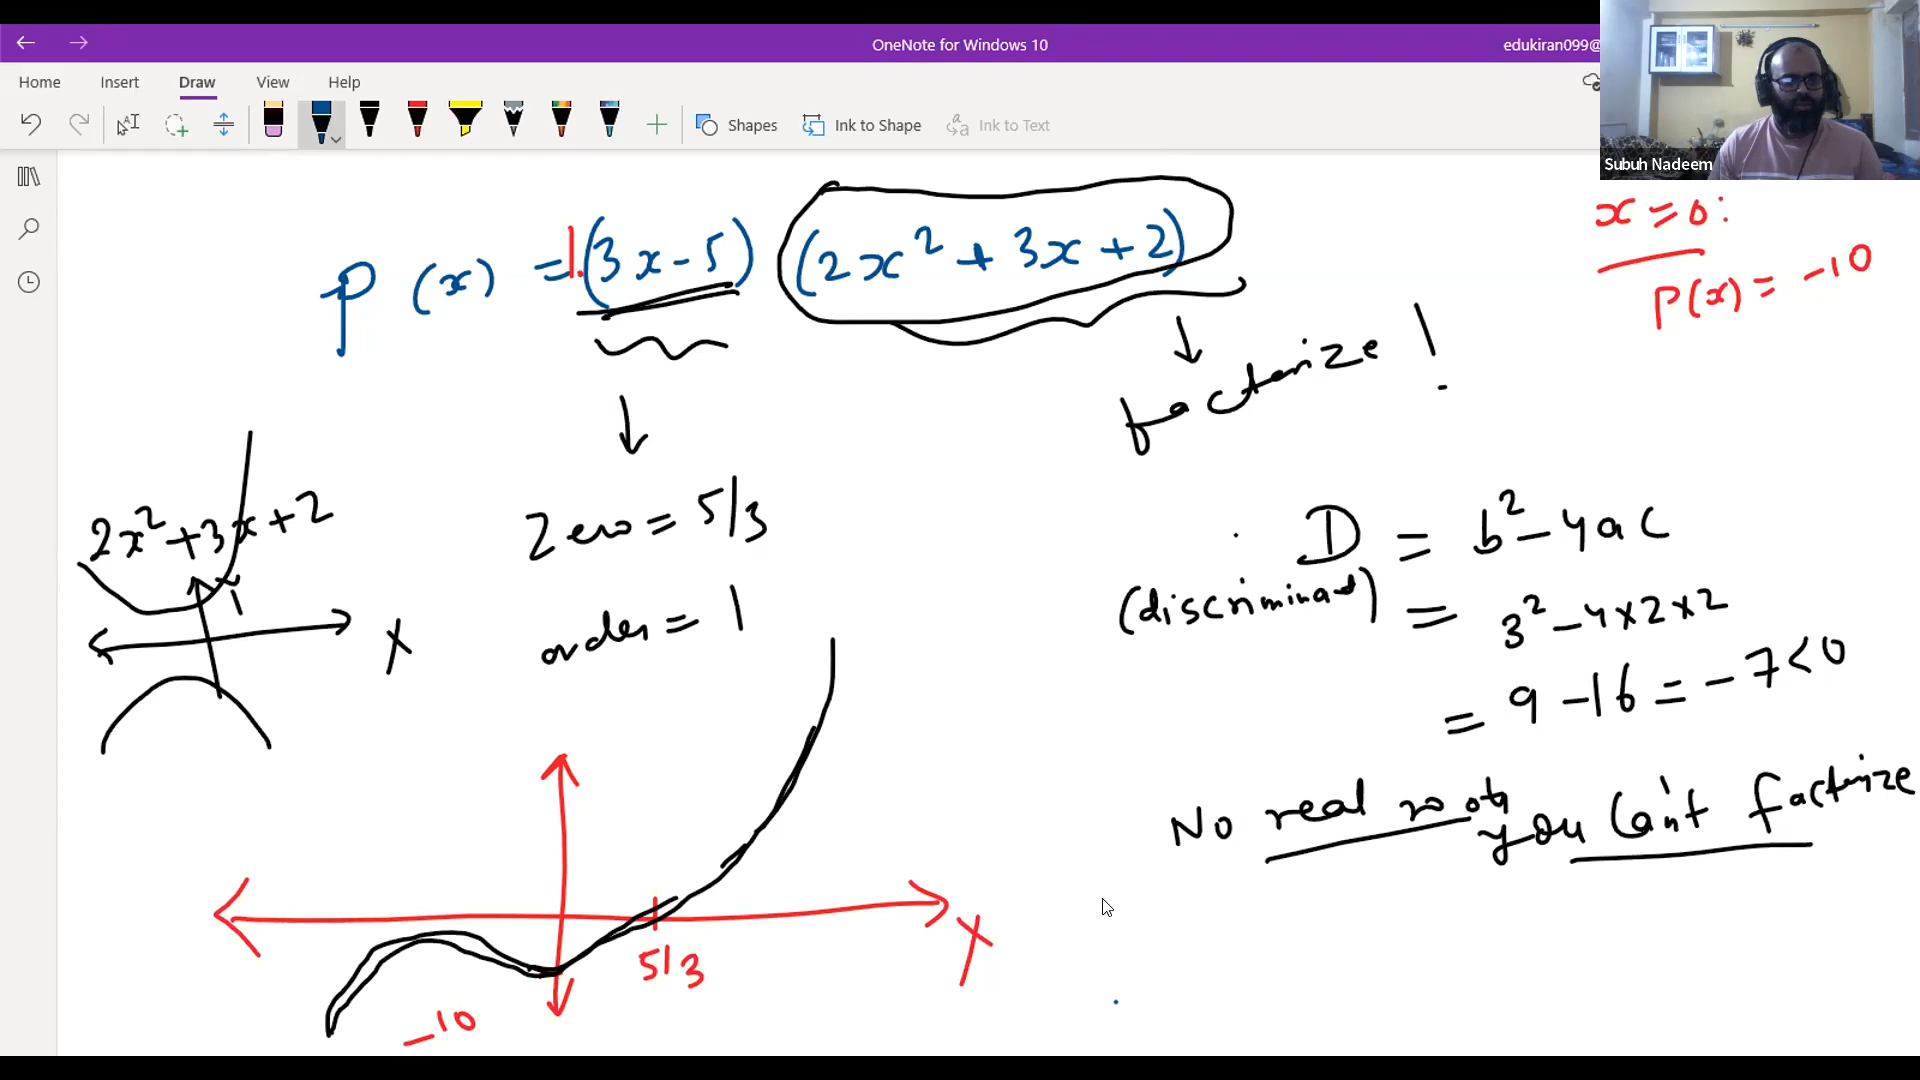 OneNote for Windows 10
edukiran099@
Home Insert Draw View Help
Shapes Ink to Shape Ink to Text
Subuh Nadeem
x = 0:
P(x) = -10
p(x) = 1.(3x-5) (2x² + 3x + 2)
factorize !
2x² + 3x + 2
X
Zero = 5/3
order = 1
D = b² - 4ac
(discriminant) = 3² - 4×2×2
= 9 - 16 = -7 < 0
No real roots you can't factorize
5/3
X
-10